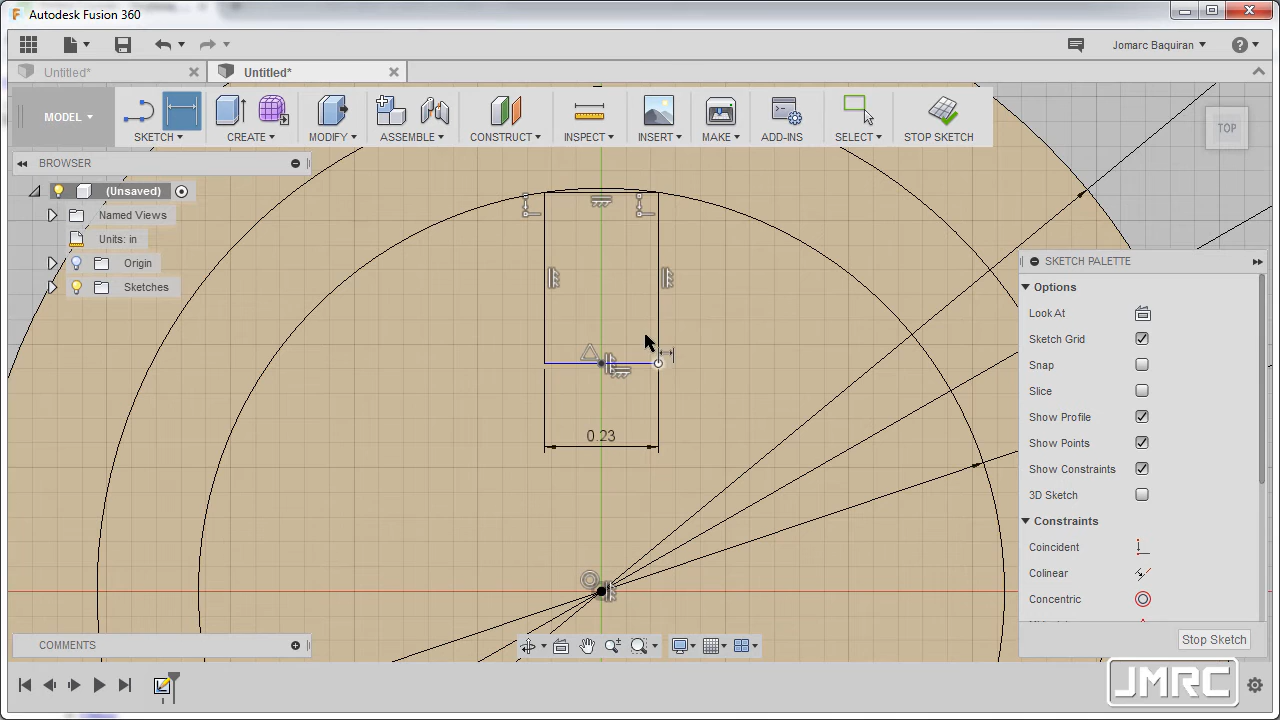 Autodesk Fusion 360
Jomarc Baquiran
Untitled*
Untitled*
MODEL
SKETCH
CREATE
MODIFY
ASSEMBLE
CONSTRUCT
INSPECT
INSERT
MAKE
ADD-INS
SELECT
STOP SKETCH
TOP
BROWSER
(Unsaved)
Named Views
Units: in
Origin
Sketches
0.23
SKETCH PALETTE
Options
Look At
Sketch Grid
Snap
Slice
Show Profile
Show Points
Show Constraints
3D Sketch
Constraints
Coincident
Colinear
Concentric
Stop Sketch
COMMENTS
JMRC